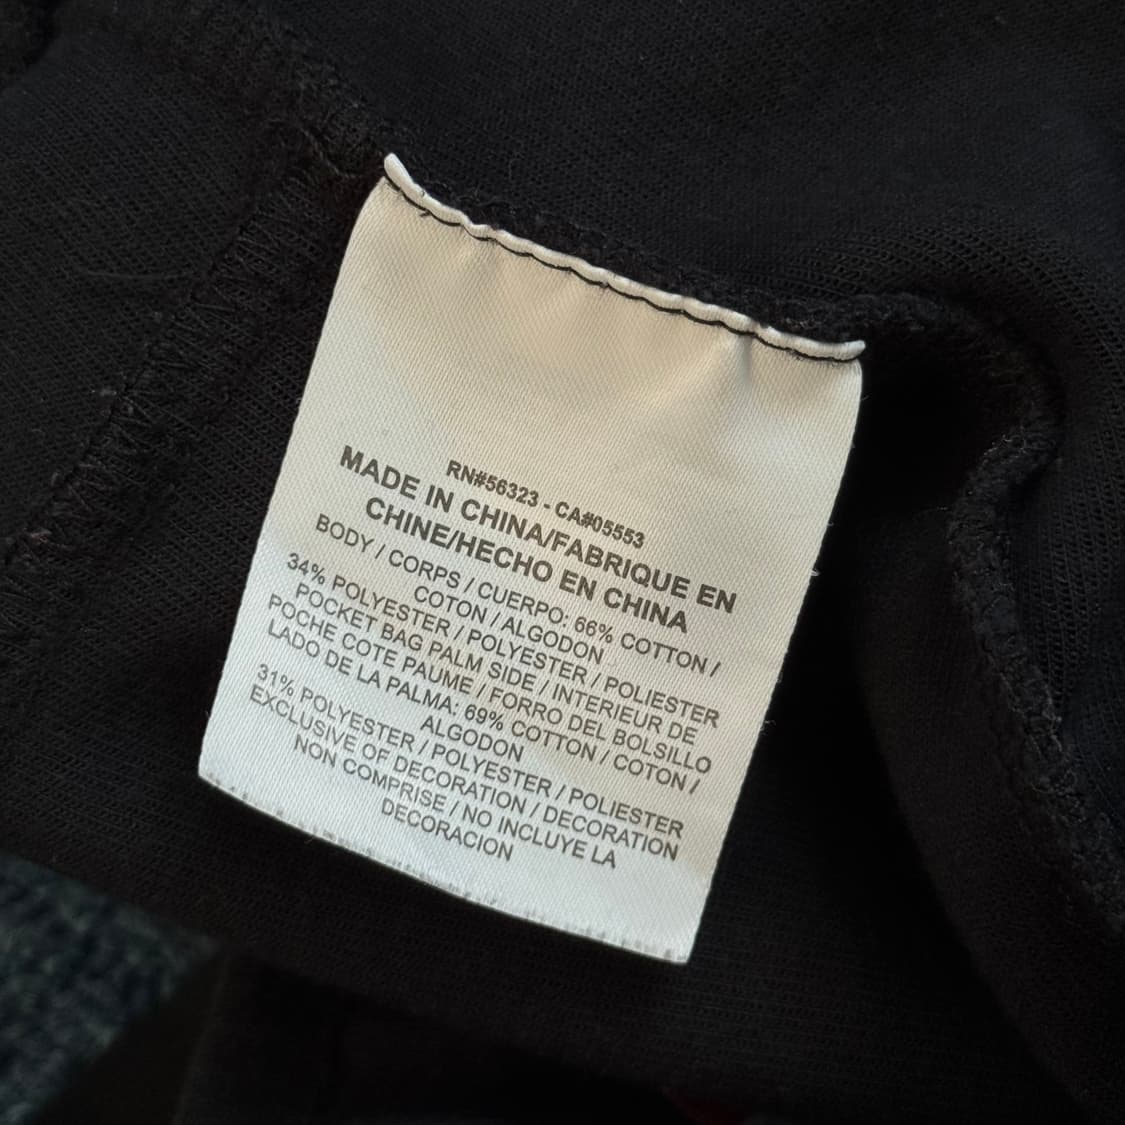 RN#56323 - CA#05553
MADE IN CHINA/FABRIQUE EN
CHINE/HECHO EN CHINA
BODY / CORPS / CUERPO: 66% COTTON /
COTON / ALGODON
34% POLYESTER / POLYESTER / POLIESTER
POCKET BAG PALM SIDE / INTERIEUR DE
POCHE COTE PAUME / FORRO DEL BOLSILLO
LADO DE LA PALMA: 69% COTTON / COTON /
ALGODON
31% POLYESTER / POLYESTER / POLIESTER
EXCLUSIVE OF DECORATION / DECORATION
NON COMPRISE / NO INCLUYE LA
DECORACION